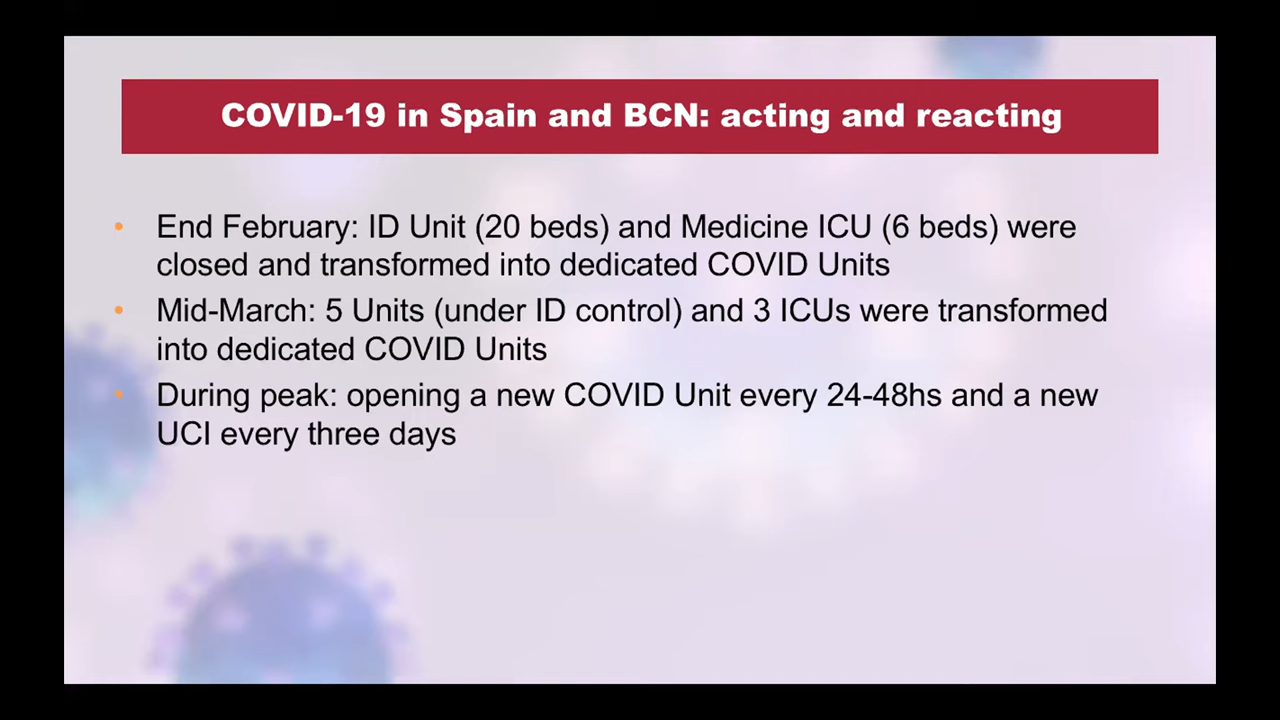 COVID-19 in Spain and BCN: acting and reacting
• End February: ID Unit (20 beds) and Medicine ICU (6 beds) were
closed and transformed into dedicated COVID Units
• Mid-March: 5 Units (under ID control) and 3 ICUs were transformed
into dedicated COVID Units
• During peak: opening a new COVID Unit every 24-48hs and a new
UCI every three days